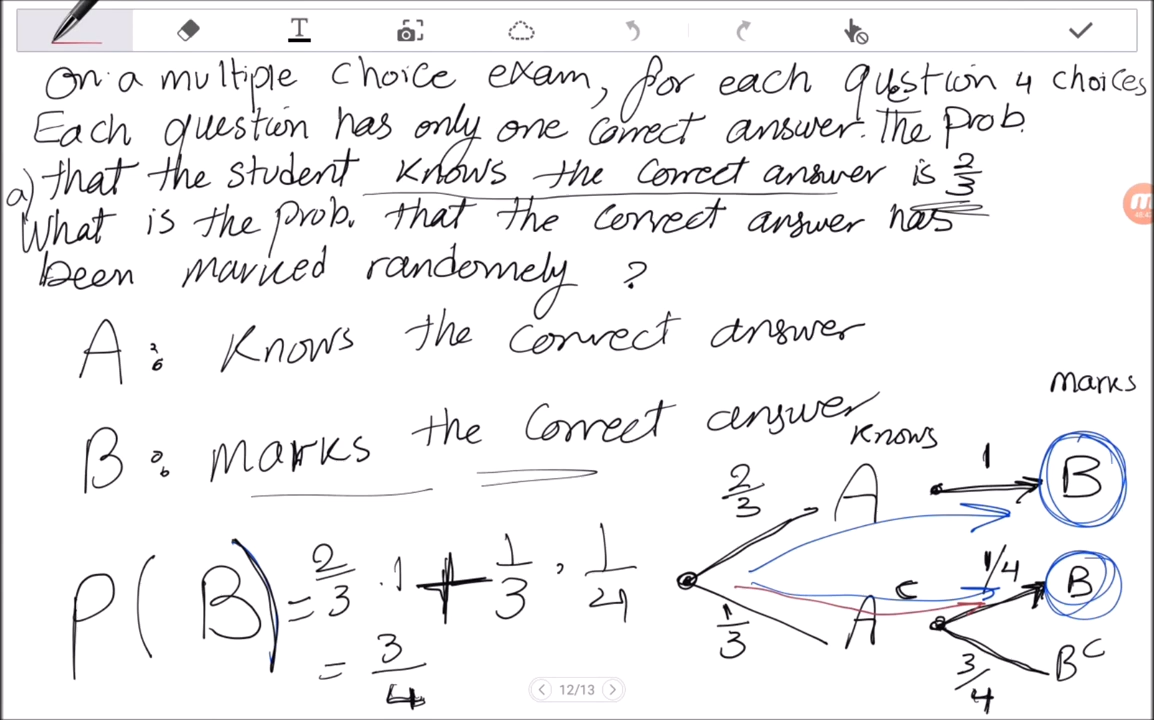 T
On a multiple choice exam, for each question 4 choices
Each question has only one correct answer. The prob.
a) that the student knows the correct answer is 2/3
What is the prob. that the correct answer has
been marked randomely ?
A: Knows the correct answer
marks
B: marks the correct answer
Knows
2/3 A 1 B
P(B) = 2/3 . 1 + 1/3 . 1/4
1/3 A^c 1/4 B
= 3/4
3/4 B^c
12/13